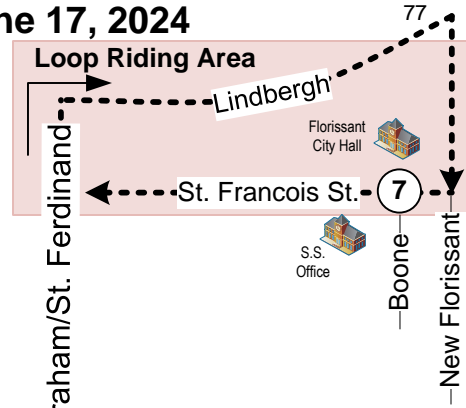 17, 2024
77
Loop Riding Area
Lindbergh
Florissant
City Hall
St. Francois St.
7
S.S.
Office
Boone
New Florissant
St. Ferdinand